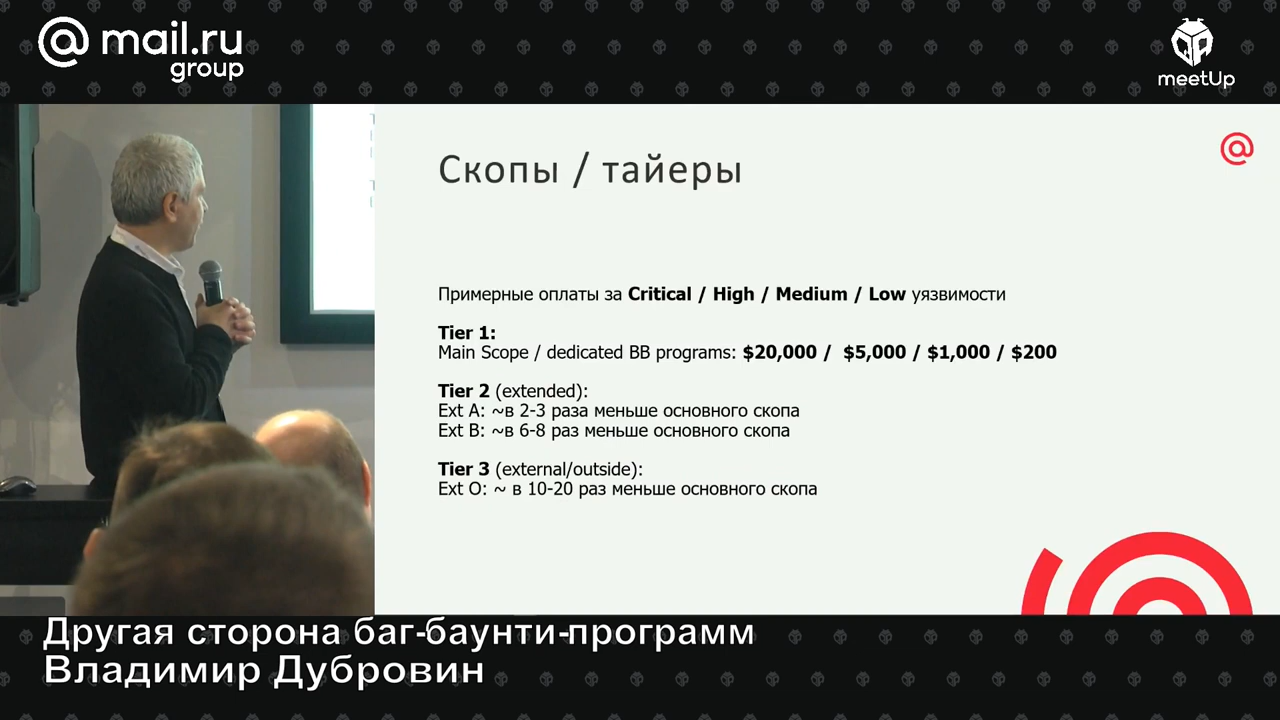 @mail.ru
group
meetUp
Скопы / тайеры
Примерные оплаты за Critical / High / Medium / Low уязвимости
Tier 1:
Main Scope / dedicated BB programs: $20,000 /  $5,000 / $1,000 / $200
Tier 2 (extended):
Ext A: ~в 2-3 раза меньше основного скопа
Ext B: ~в 6-8 раз меньше основного скопа
Tier 3 (external/outside):
Ext O: ~ в 10-20 раз меньше основного скопа
Другая сторона баг-баунти-программ
Владимир Дубровин